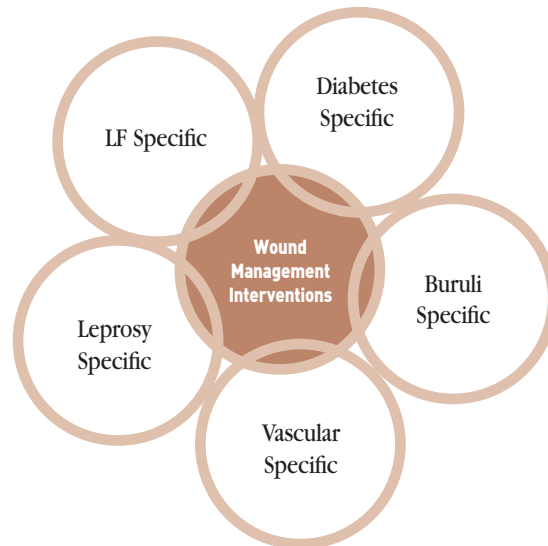 Diabetes
Specific
LF Specific
Wound
Management
Interventions
Buruli
Specific
Leprosy
Specific
Vascular
Specific